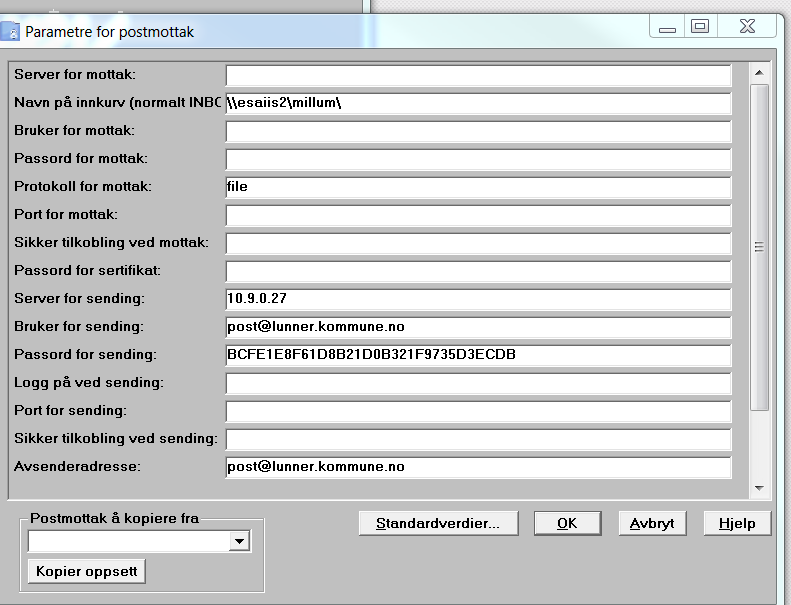 Parametre for postmottak
Server for mottak:
Navn på innkurv (normalt INBC \\esaiis2\millum\
Bruker for mottak:
Passord for mottak:
Protokoll for mottak: file
Port for mottak:
Sikker tilkobling ved mottak:
Passord for sertifikat:
Server for sending: 10.9.0.27
Bruker for sending: post@lunner.kommune.no
Passord for sending: BCFE1E8F61D8B21D0B321F9735D3ECDB
Logg på ved sending:
Port for sending:
Sikker tilkobling ved sending:
Avsenderadresse: post@lunner.kommune.no
Postmottak å kopiere fra
Standardverdier... OK Avbryt Hjelp
Kopier oppsett